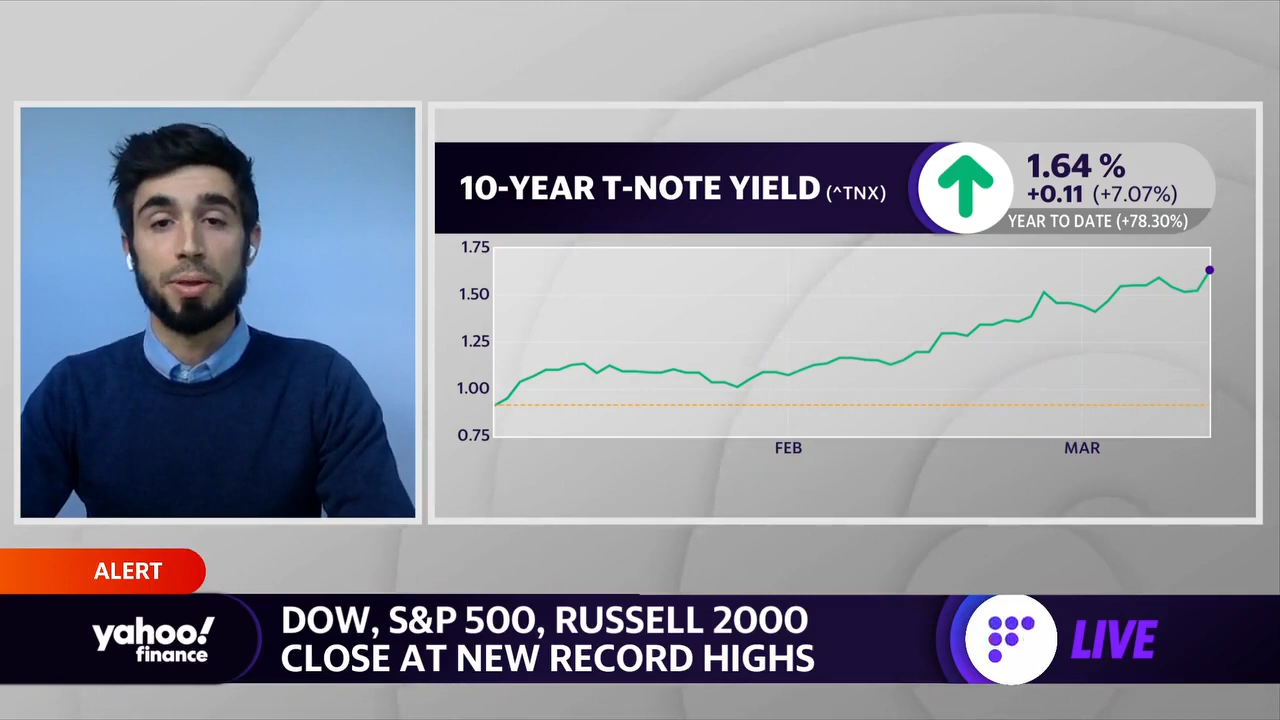 10-YEAR T-NOTE YIELD (^TNX)
1.64 %
+0.11 (+7.07%)
YEAR TO DATE (+78.30%)
1.75
1.50
1.25
1.00
0.75
FEB
MAR
ALERT
yahoo!
finance
DOW, S&P 500, RUSSELL 2000
CLOSE AT NEW RECORD HIGHS
LIVE